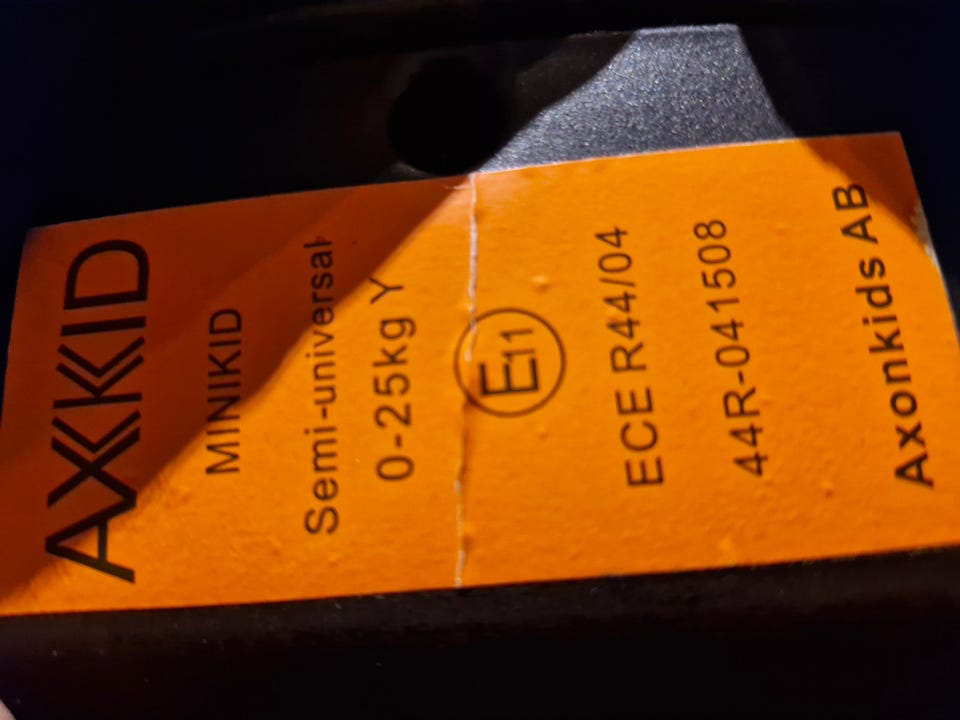 AXKID
MINIKID
Semi-universal
0-25kg Y
E11
ECE R44/04
44R-041508
Axonkids AB